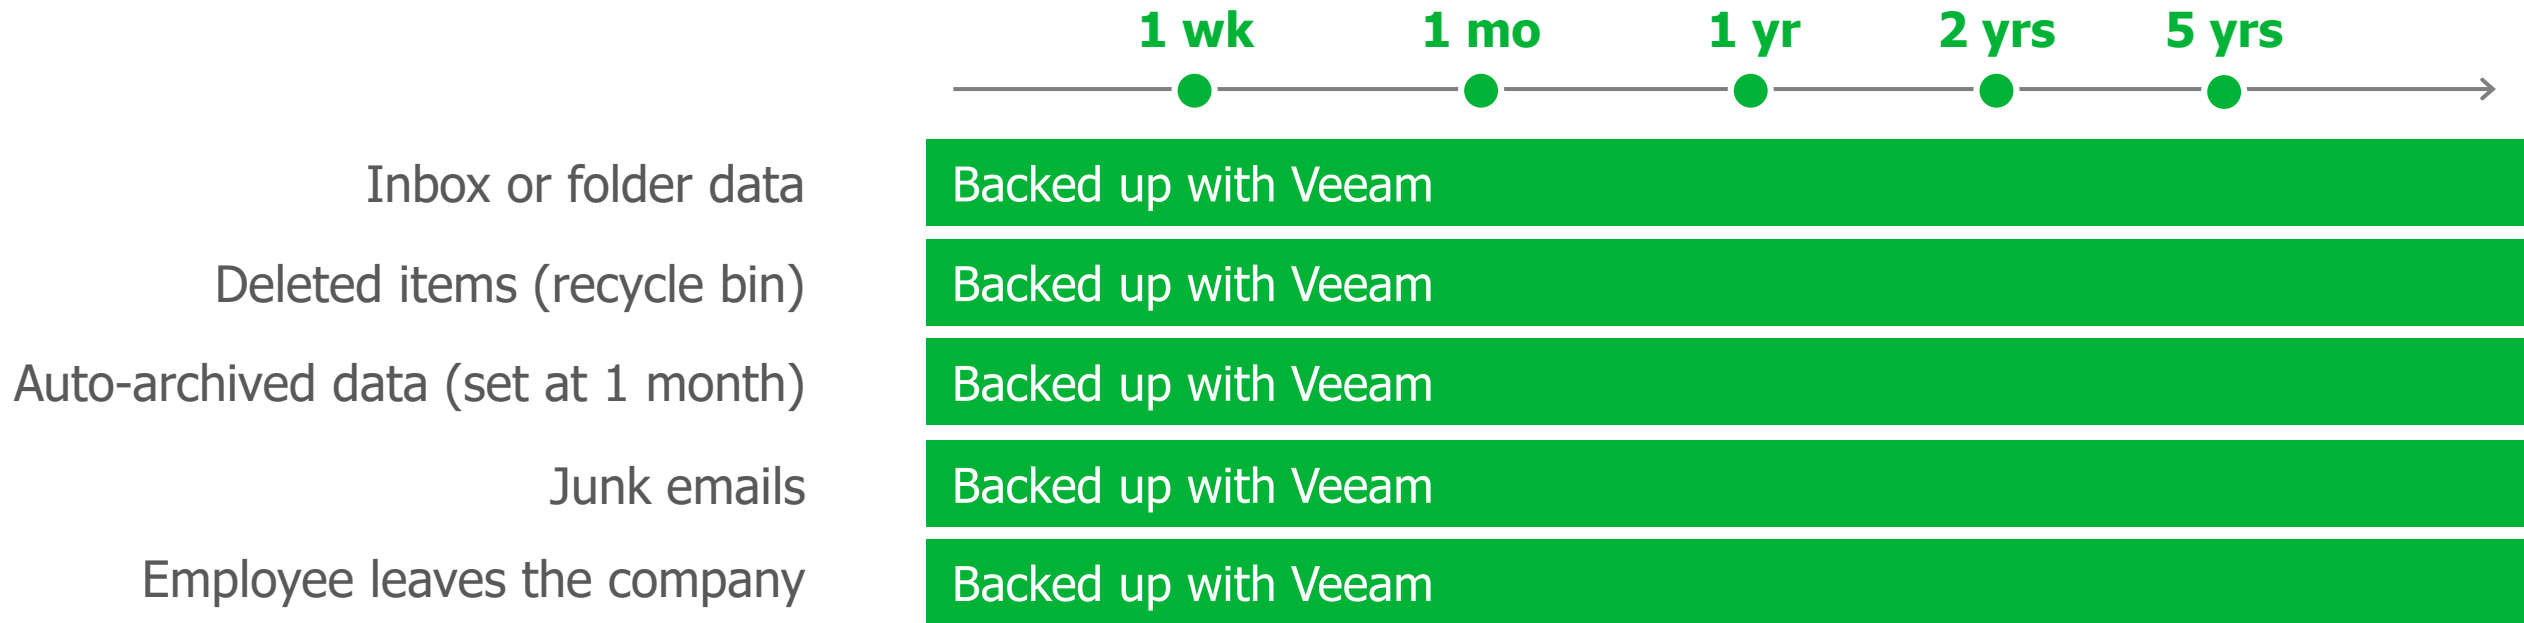 1 wk 1 mo 1 yr 2 yrs 5 yrs
Inbox or folder data Backed up with Veeam
Deleted items (recycle bin) Backed up with Veeam
Auto-archived data (set at 1 month) Backed up with Veeam
Junk emails Backed up with Veeam
Employee leaves the company Backed up with Veeam